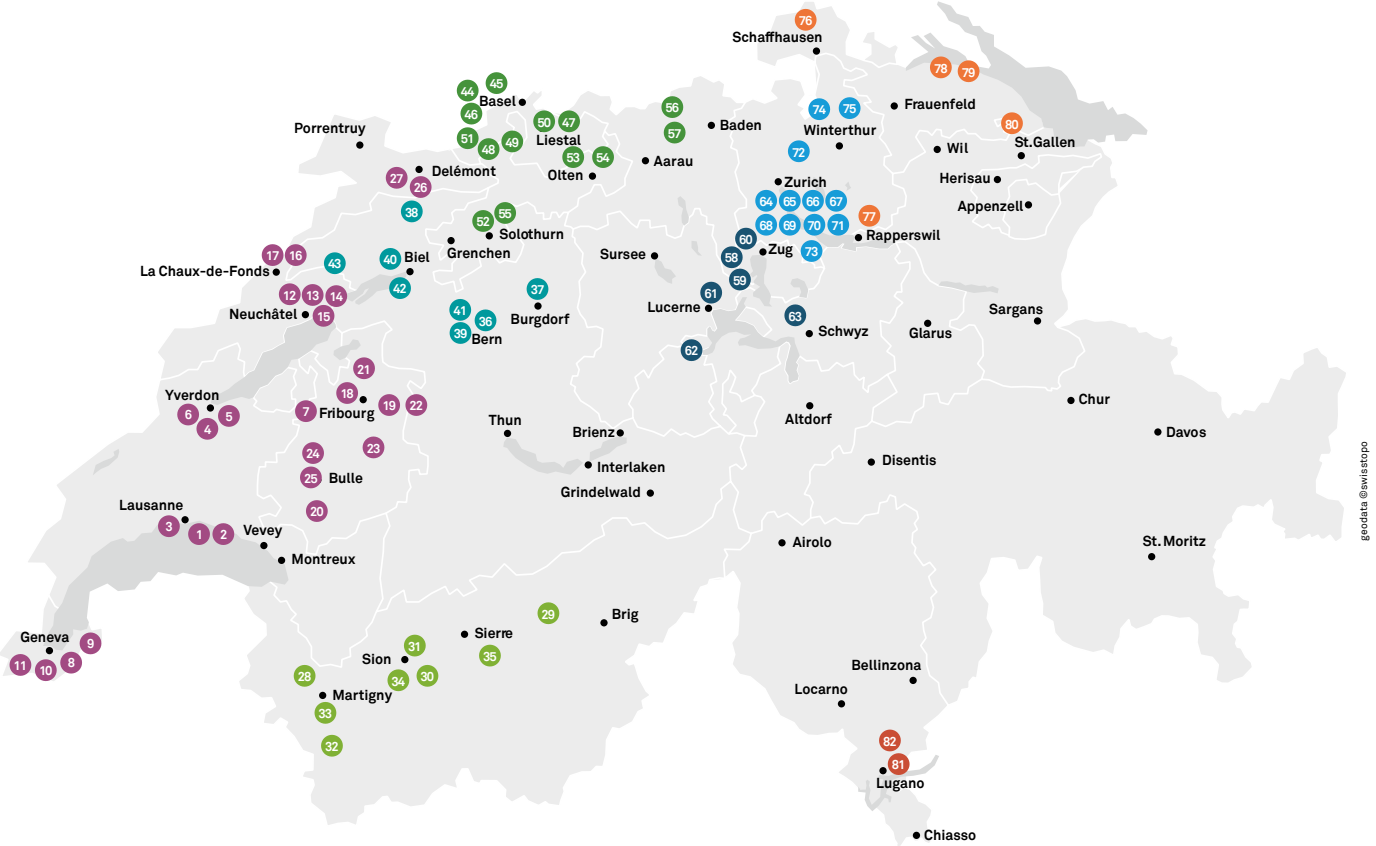 76
Schaffhausen
78 79
44 45
Basel
46
56
74 75
Frauenfeld
Porrentruy
50 47
Liestal
57
Baden
Winterthur
80
51 48 49
St.Gallen
72
Wil
53 54
Aarau
Olten
Delémont
27 26
Zurich
Herisau
64 65 66 67
Appenzell
38
52 55
Solothurn
77
68 69 70 71
Rapperswil
60
Grenchen
17 16
43
40
Biel
Sursee
58
Zug
73
La Chaux-de-Fonds
42
59
12 13 14
37
61
41
36
Lucerne
Neuchâtel
15
Burgdorf
63
Sargans
39
Bern
Schwyz
Glarus
62
21
Yverdon
18
Chur
7
Fribourg
19 22
6 4 5
Altdorf
Thun
Brienz
Davos
23
24
Disentis
25
Bulle
Interlaken
Grindelwald
geodata ©swisstopo
Lausanne
20
3 1 2
Vevey
Airolo
St. Moritz
Montreux
29
Brig
Geneva
9
Sierre
31
11 10 8
Sion
35
Bellinzona
28
34 30
Locarno
Martigny
33
32
82
81
Lugano
Chiasso